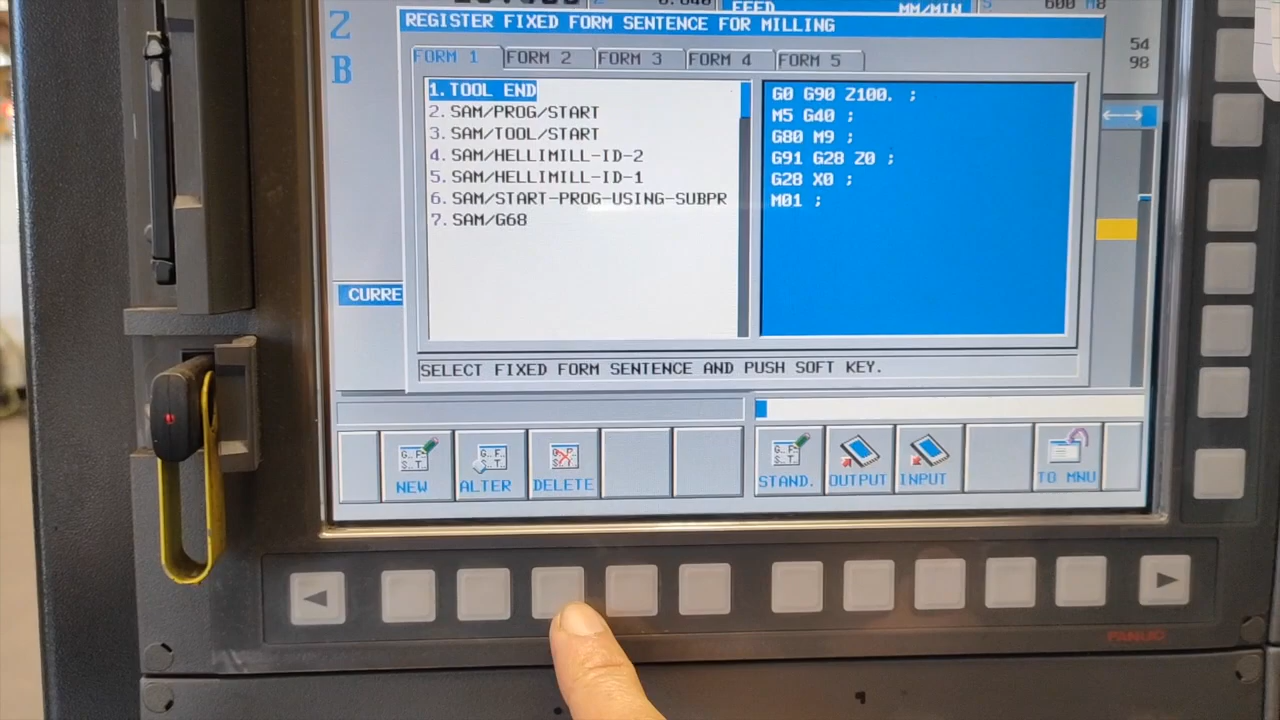 Z
FEED MM/MIN S 600 M8
REGISTER FIXED FORM SENTENCE FOR MILLING
B
54
98
FORM 1 FORM 2 FORM 3 FORM 4 FORM 5
1. TOOL END
2. SAM/PROG/START
3. SAM/TOOL/START
4. SAM/HELLIMILL-ID-2
5. SAM/HELLIMILL-ID-1
6. SAM/START-PROG-USING-SUBPR
7. SAM/G68
G0 G90 Z100. ;
M5 G40 ;
G80 M9 ;
G91 G28 Z0 ;
G28 X0 ;
M01 ;
CURRE
SELECT FIXED FORM SENTENCE AND PUSH SOFT KEY.
NEW ALTER DELETE STAND. OUTPUT INPUT TO MNU
FANUC